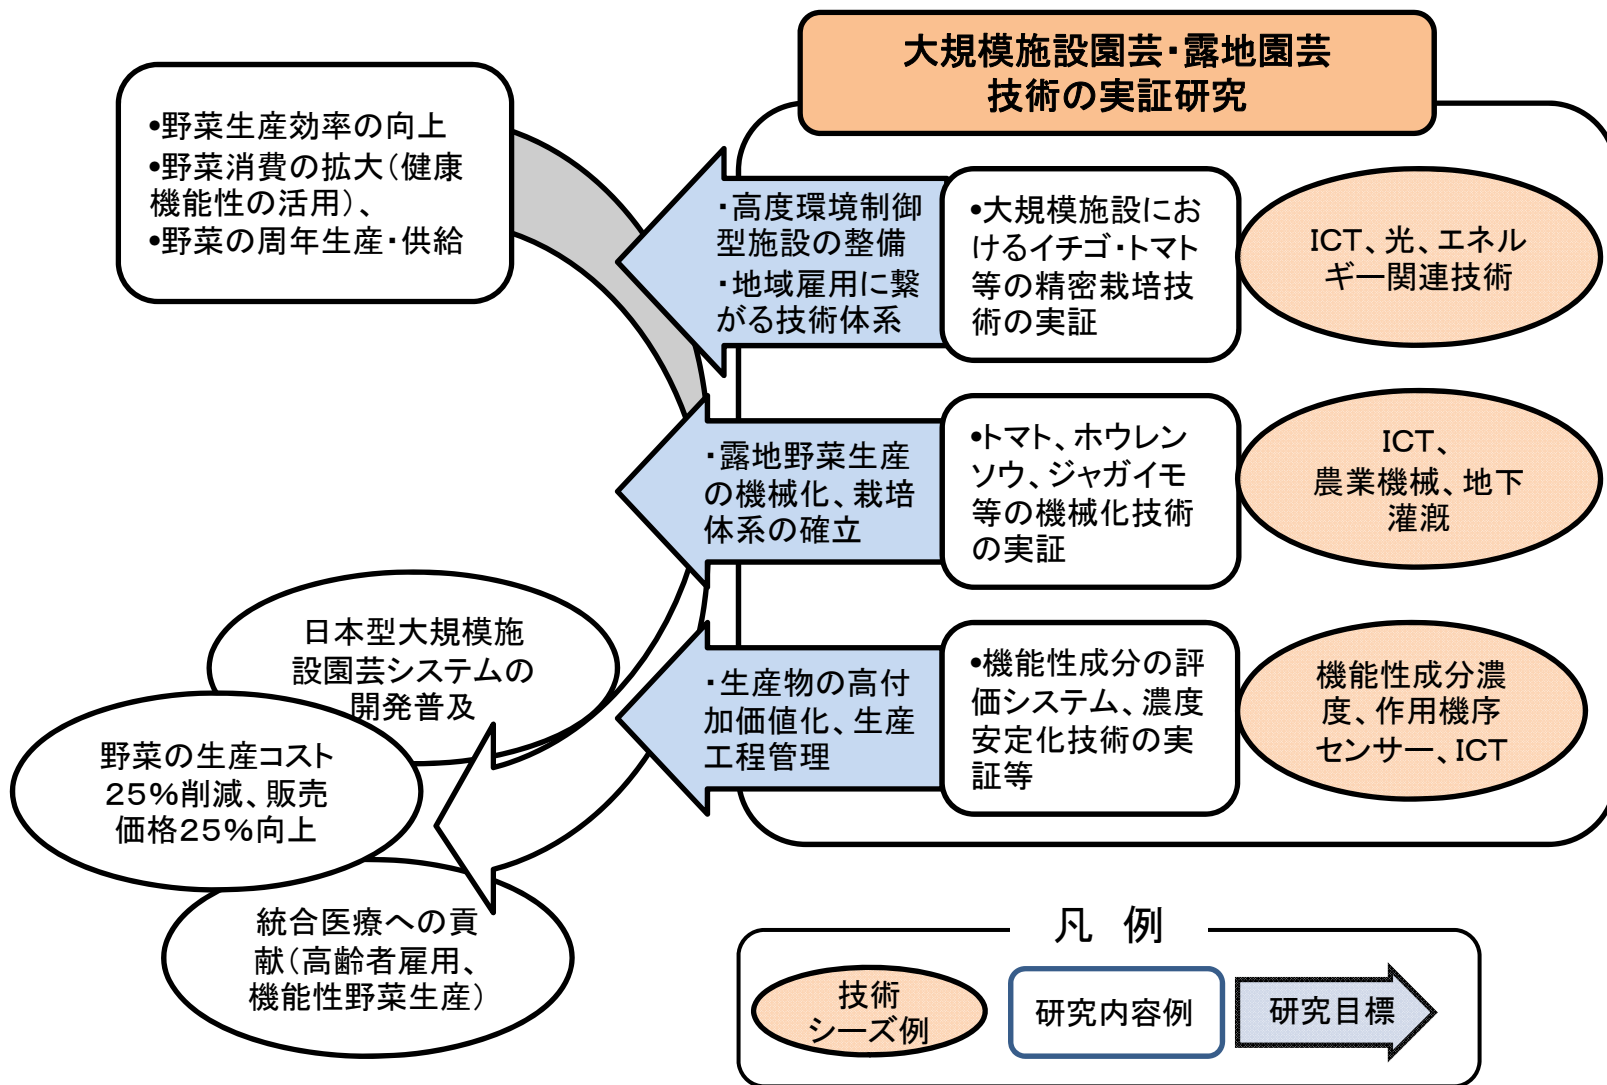 大規模施設園芸・露地園芸
技術の実証研究
•野菜生産効率の向上
•野菜消費の拡大（健康
機能性の活用）、
•野菜の周年生産・供給
・高度環境制御
型施設の整備
・地域雇用に繋
がる技術体系
•大規模施設にお
けるイチゴ・トマト
等の精密栽培技
術の実証
ICT、光、エネル
ギー関連技術
・露地野菜生産
の機械化、栽培
体系の確立
•トマト、ホウレン
ソウ、ジャガイモ
等の機械化技術
の実証
ICT、
農業機械、地下
灌漑
・生産物の高付
加価値化、生産
工程管理
•機能性成分の評
価システム、濃度
安定化技術の実
証等
機能性成分濃
度、作用機序
センサー、ICT
日本型大規模施
設園芸システムの
開発普及
野菜の生産コスト
25％削減、販売
価格25％向上
統合医療への貢
献（高齢者雇用、
機能性野菜生産）
凡 例
技術
シーズ例
研究内容例
研究目標